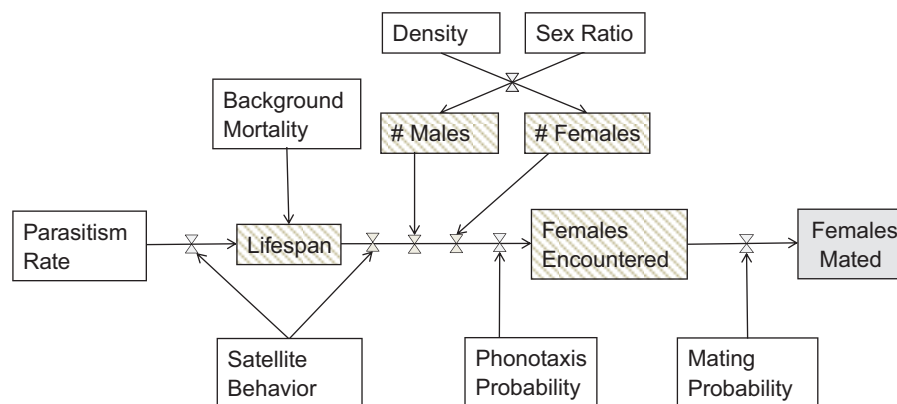 Density
Sex Ratio
Background
Mortality
# Males
# Females
Parasitism
Rate
Lifespan
Females
Encountered
Females
Mated
Satellite
Behavior
Phonotaxis
Probability
Mating
Probability